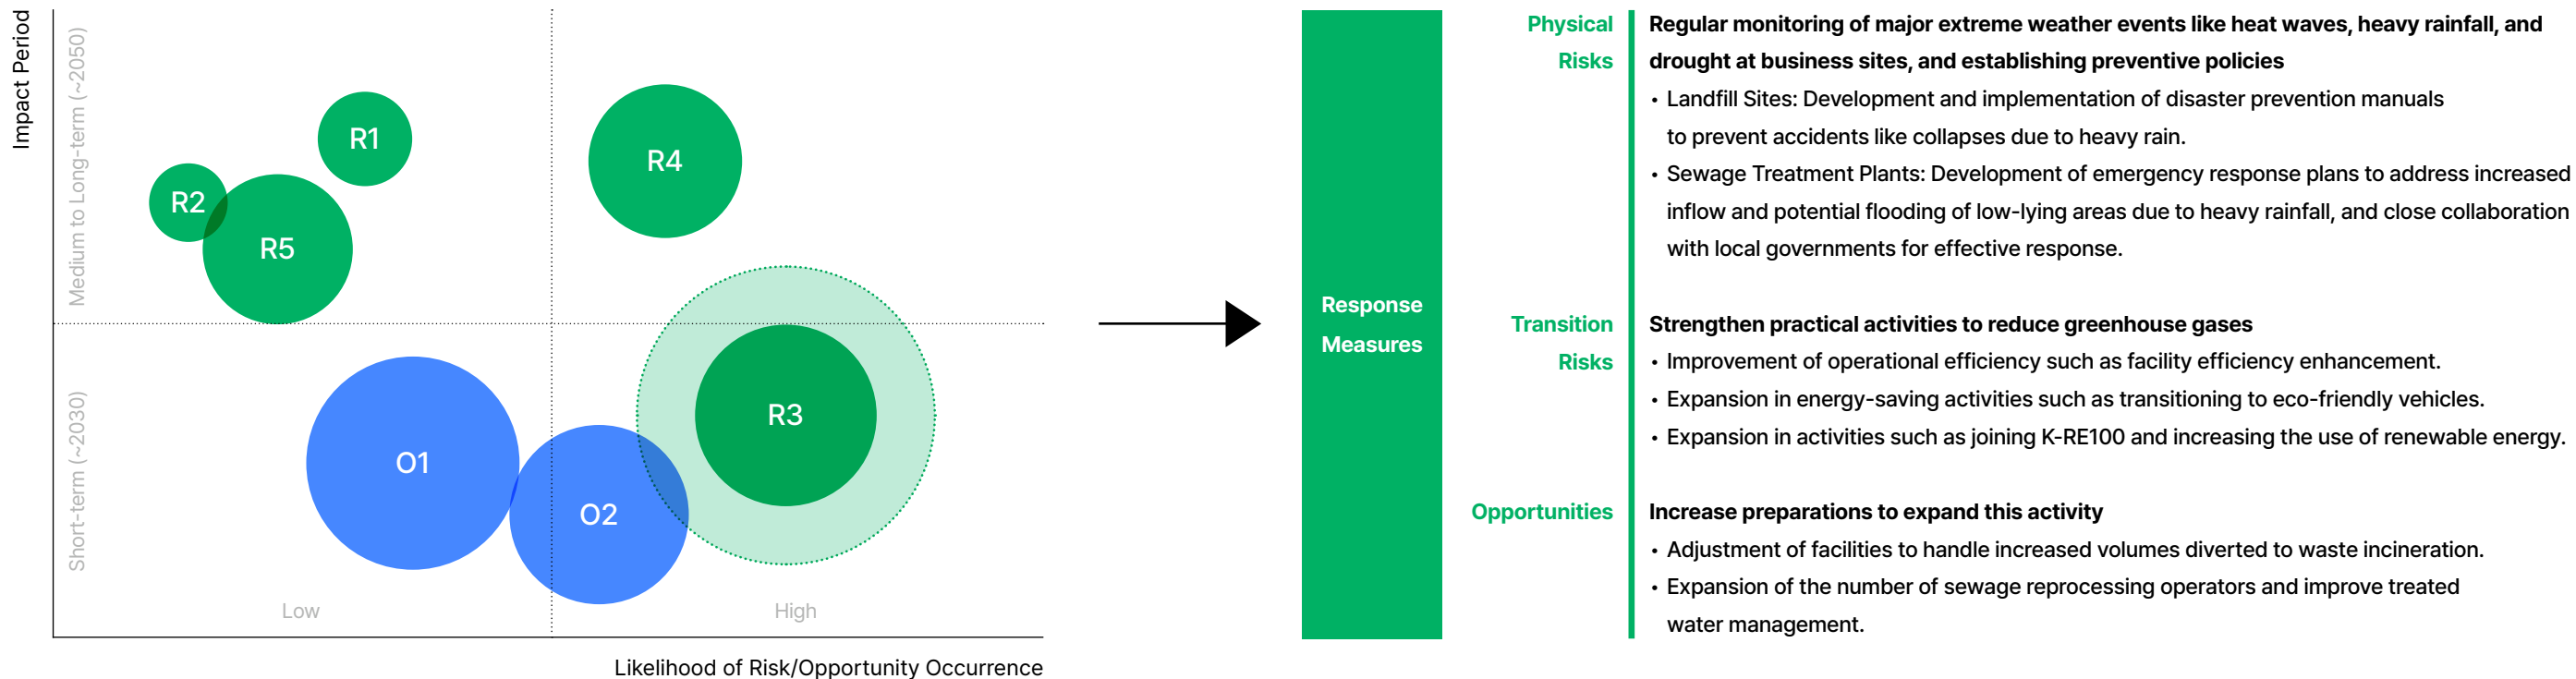 Impact Period
Medium to Long-term (~2050)
Short-term (~2030)
R1
R2
R5
R4
R3
O1
O2
Low
High
Likelihood of Risk/Opportunity Occurrence
Response
Measures
Physical
Risks
Regular monitoring of major extreme weather events like heat waves, heavy rainfall, and
drought at business sites, and establishing preventive policies
• Landfill Sites: Development and implementation of disaster prevention manuals
to prevent accidents like collapses due to heavy rain.
• Sewage Treatment Plants: Development of emergency response plans to address increased
inflow and potential flooding of low-lying areas due to heavy rainfall, and close collaboration
with local governments for effective response.
Transition
Risks
Strengthen practical activities to reduce greenhouse gases
• Improvement of operational efficiency such as facility efficiency enhancement.
• Expansion in energy-saving activities such as transitioning to eco-friendly vehicles.
• Expansion in activities such as joining K-RE100 and increasing the use of renewable energy.
Opportunities
Increase preparations to expand this activity
• Adjustment of facilities to handle increased volumes diverted to waste incineration.
• Expansion of the number of sewage reprocessing operators and improve treated
water management.